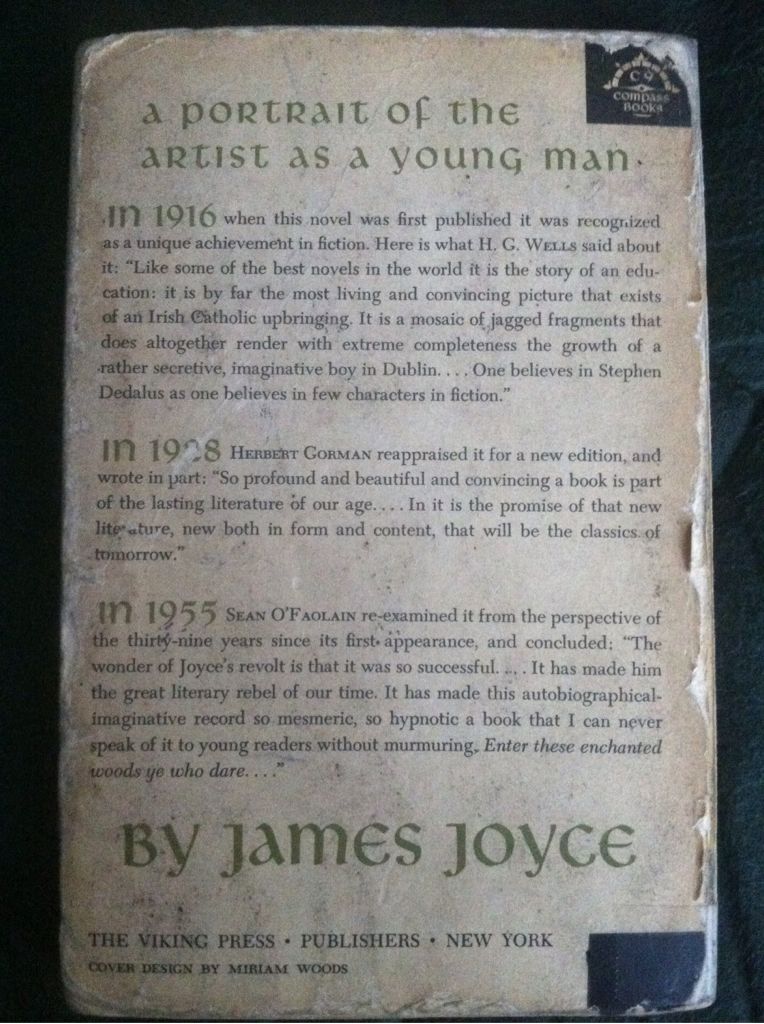 C9
COMPASS
BOOKS
A PORTRAIT OF THE
ARTIST AS A YOUNG MAN
IN 1916 when this novel was first published it was recognized
as a unique achievement in fiction. Here is what H. G. WELLS said about
it: “Like some of the best novels in the world it is the story of an edu-
cation: it is by far the most living and convincing picture that exists
of an Irish Catholic upbringing. It is a mosaic of jagged fragments that
does altogether render with extreme completeness the growth of a
rather secretive, imaginative boy in Dublin. . . . One believes in Stephen
Dedalus as one believes in few characters in fiction.”
IN 1928 HERBERT GORMAN reappraised it for a new edition, and
wrote in part: “So profound and beautiful and convincing a book is part
of the lasting literature of our age. . . . In it is the promise of that new
literature, new both in form and content, that will be the classics of
tomorrow.”
IN 1955 SEAN O’FAOLAIN re-examined it from the perspective of
the thirty-nine years since its first appearance, and concluded: “The
wonder of Joyce’s revolt is that it was so successful. . . . It has made him
the great literary rebel of our time. It has made this autobiographical-
imaginative record so mesmeric, so hypnotic a book that I can never
speak of it to young readers without murmuring, Enter these enchanted
woods ye who dare. . . .”
BY JAMES JOYCE
THE VIKING PRESS • PUBLISHERS • NEW YORK
COVER DESIGN BY MIRIAM WOODS